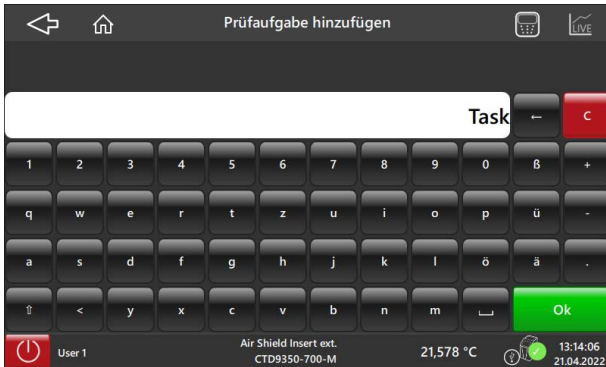 Prüfaufgabe hinzufügen
LIVE
Task
← C
1 2 3 4 5 6 7 8 9 0 ß +
q w e r t z u i o p ü -
a s d f g h j k l ö ä .
⇧ < y x c v b n m ⌴ Ok
User 1
Air Shield Insert ext.
CTD9350-700-M
21,578 °C
13:14:06
21.04.2022